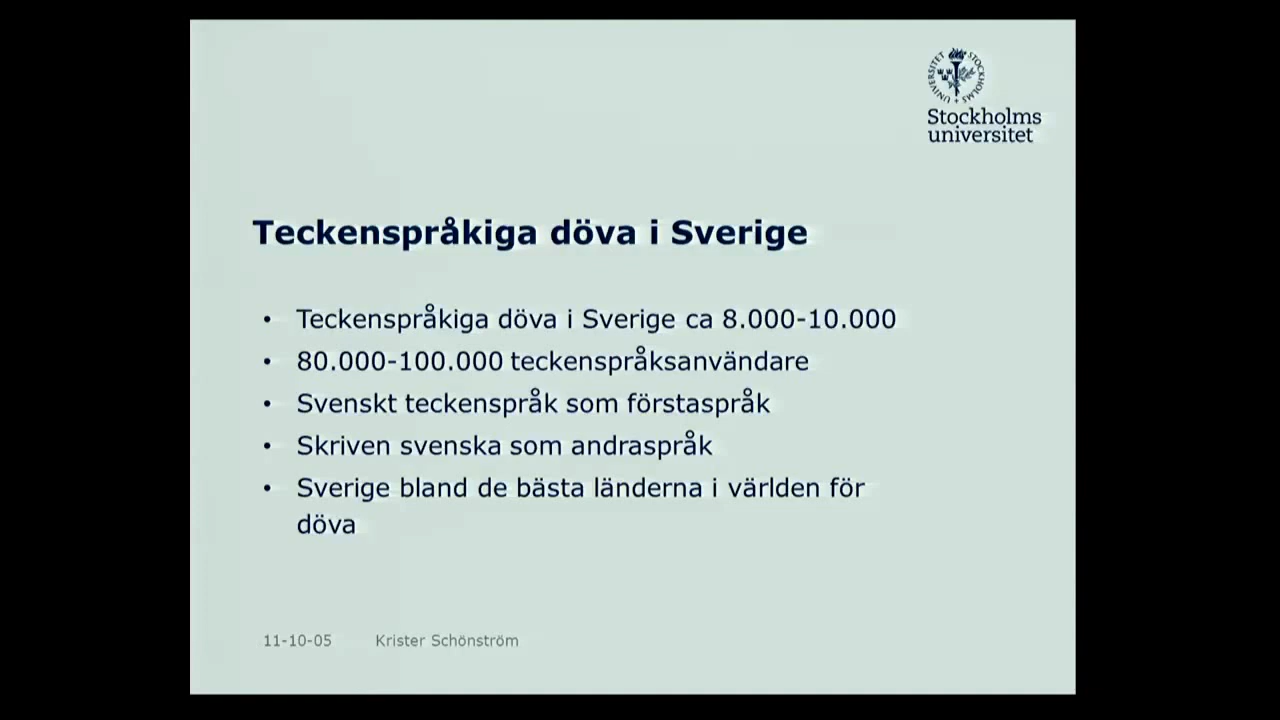 STOCKHOLMS UNIVERSITET
Stockholms
universitet
Teckenspråkiga döva i Sverige
• Teckenspråkiga döva i Sverige ca 8.000-10.000
• 80.000-100.000 teckenspråksanvändare
• Svenskt teckenspråk som förstaspråk
• Skriven svenska som andraspråk
• Sverige bland de bästa länderna i världen för
döva
11-10-05 Krister Schönström